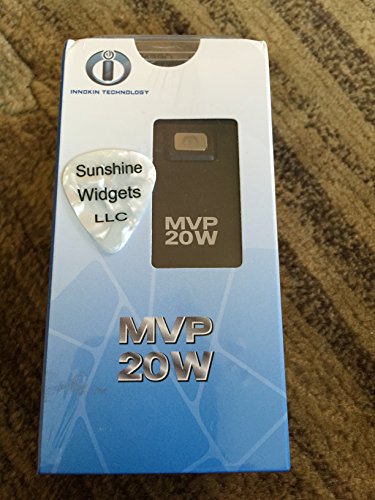 INNOKIN TECHNOLOGY
Sunshine
Widgets
LLC
MVP
20W
MVP
20W